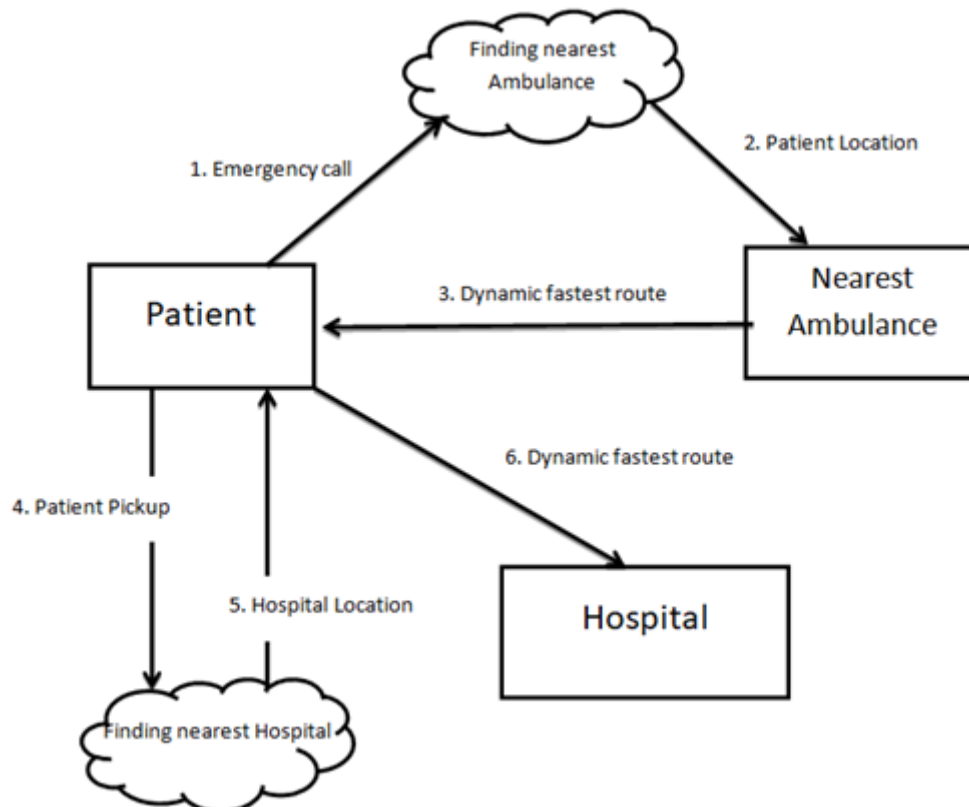 Finding nearest
Ambulance
1. Emergency call
2. Patient Location
Patient
3. Dynamic fastest route
Nearest
Ambulance
4. Patient Pickup
5. Hospital Location
6. Dynamic fastest route
Hospital
Finding nearest Hospital